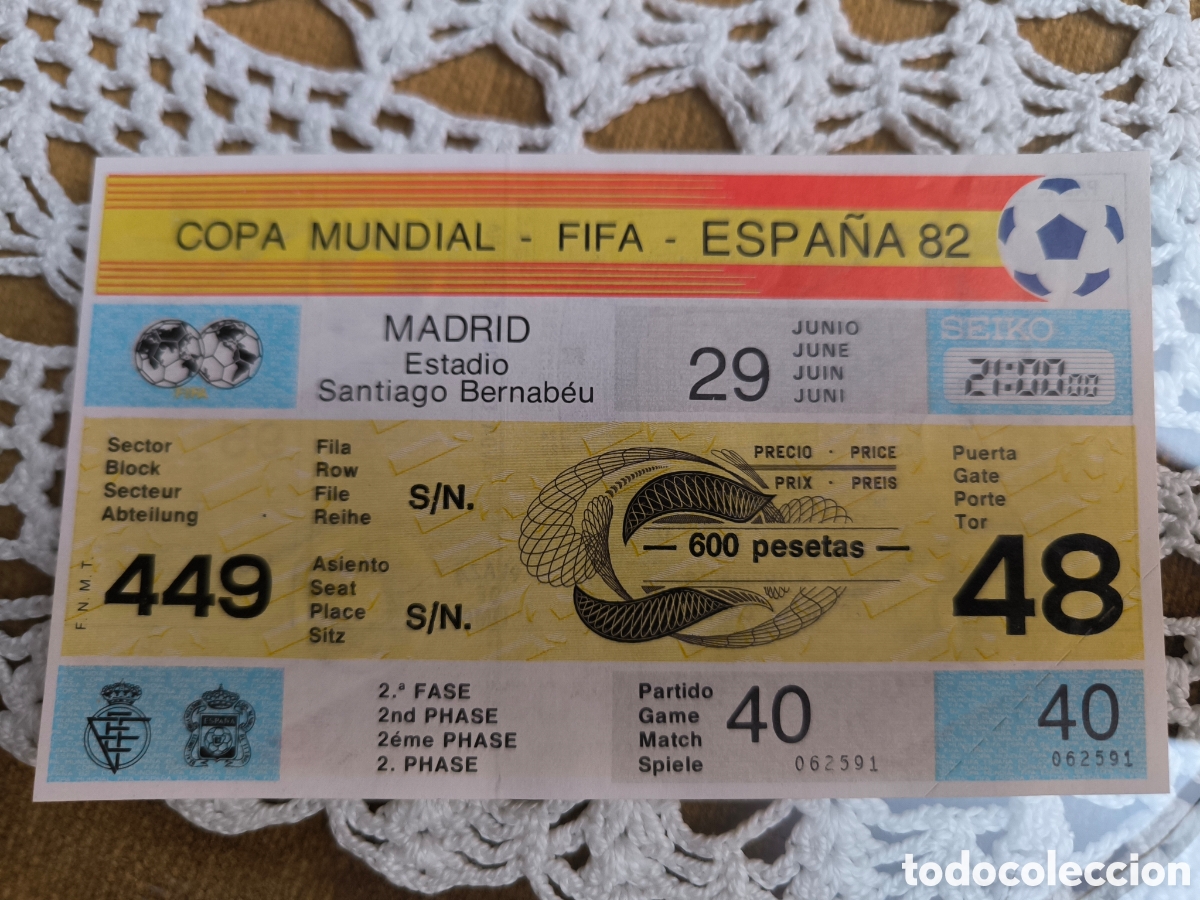 COPA MUNDIAL - FIFA - ESPAÑA 82
MADRID
Estadio
Santiago Bernabéu
29
JUNIO
JUNE
JUIN
JUNI
SEIKO
21:00 00
Sector
Block
Secteur
Abteilung
449
Fila
Row
File
Reihe
S/N.
Asiento
Seat
Place
Sitz
S/N.
PRECIO - PRICE
PRIX - PREIS
— 600 pesetas —
Puerta
Gate
Porte
Tor
48
F.N.M.T.
ESPAÑA
2.ª FASE
2nd PHASE
2éme PHASE
2. PHASE
Partido
Game
Match
Spiele
40
062591
40
062591
todocoleccion